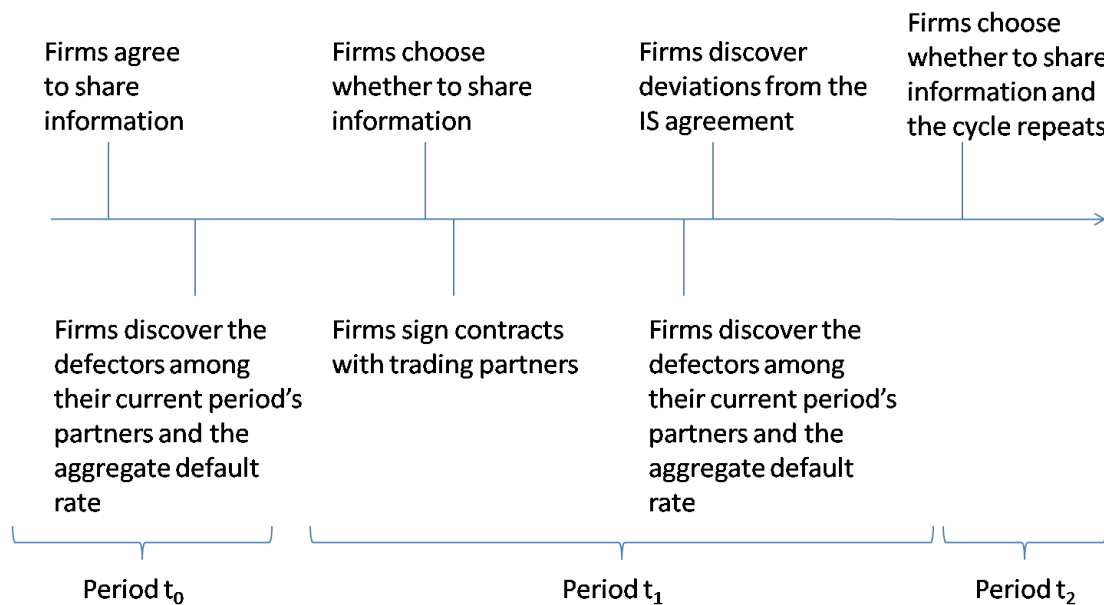 Firms agree
to share
information
Firms choose
whether to share
information
Firms discover
deviations from the
IS agreement
Firms choose
whether to share
information and
the cycle repeats
Firms discover the
defectors among
their current period's
partners and the
aggregate default
rate
Firms sign contracts
with trading partners
Firms discover the
defectors among
their current period's
partners and the
aggregate default
rate
Period t₀
Period t₁
Period t₂